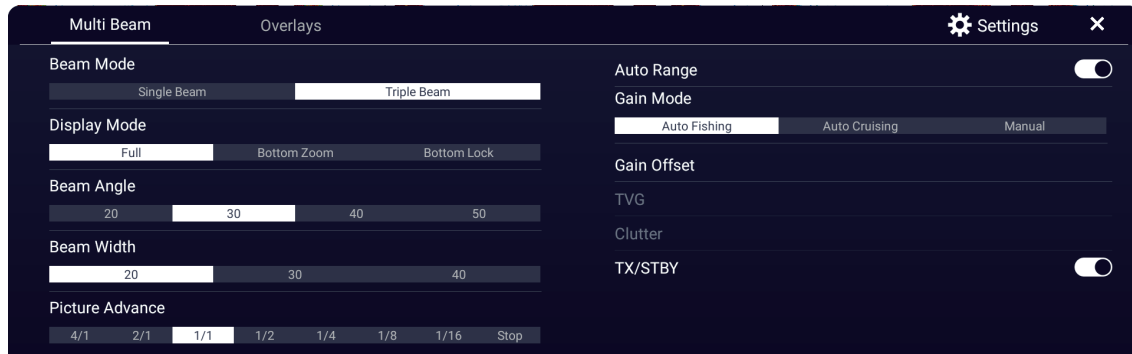 Multi Beam Overlays Settings
Beam Mode
Single Beam Triple Beam
Display Mode
Full Bottom Zoom Bottom Lock
Beam Angle
20 30 40 50
Beam Width
20 30 40
Picture Advance
4/1 2/1 1/1 1/2 1/4 1/8 1/16 Stop
Auto Range
Gain Mode
Auto Fishing Auto Cruising Manual
Gain Offset
TVG
Clutter
TX/STBY